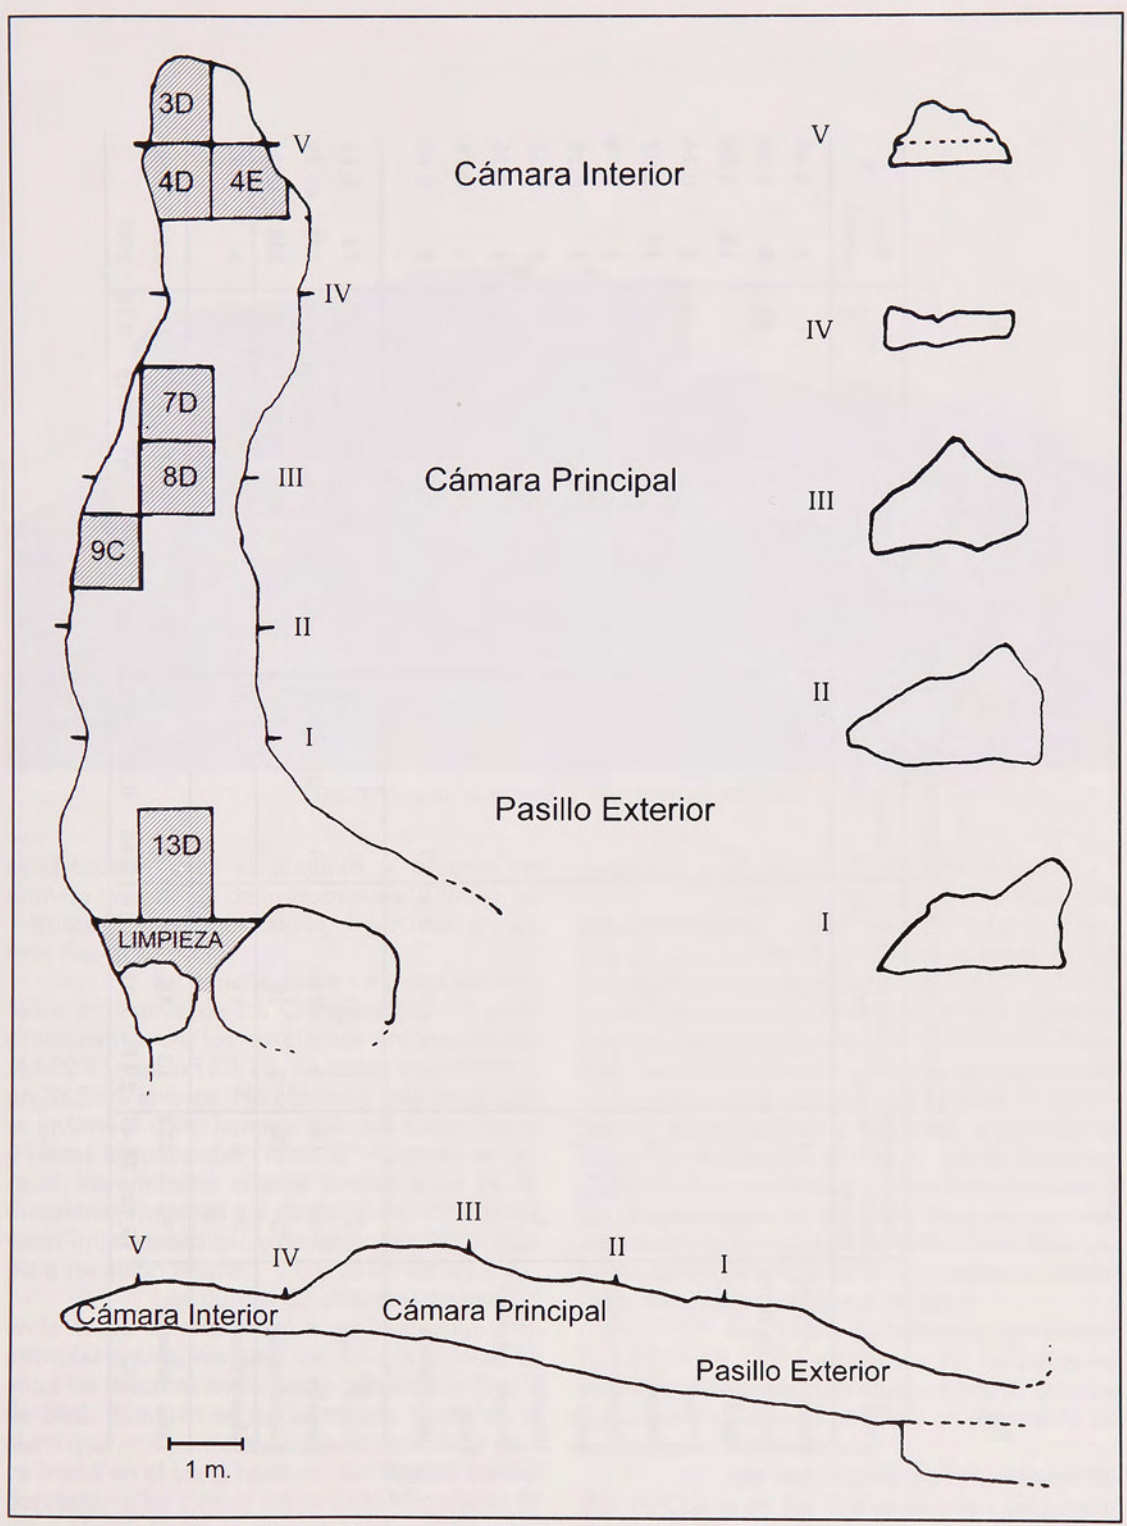 3D
V
4D
4E
Cámara Interior
V
IV
IV
7D
8D
III
Cámara Principal
III
9C
II
II
I
Pasillo Exterior
13D
I
LIMPIEZA
III
V
IV
II
I
Cámara Interior
Cámara Principal
Pasillo Exterior
1 m.